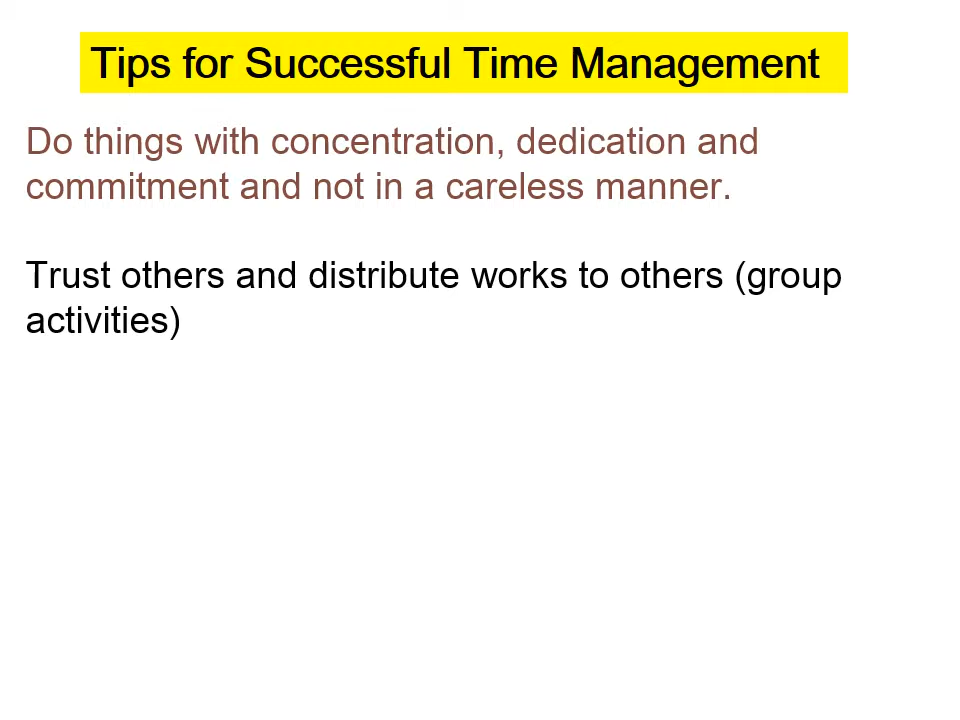 Tips for Successful Time Management
Do things with concentration, dedication and
commitment and not in a careless manner.
Trust others and distribute works to others (group
activities)